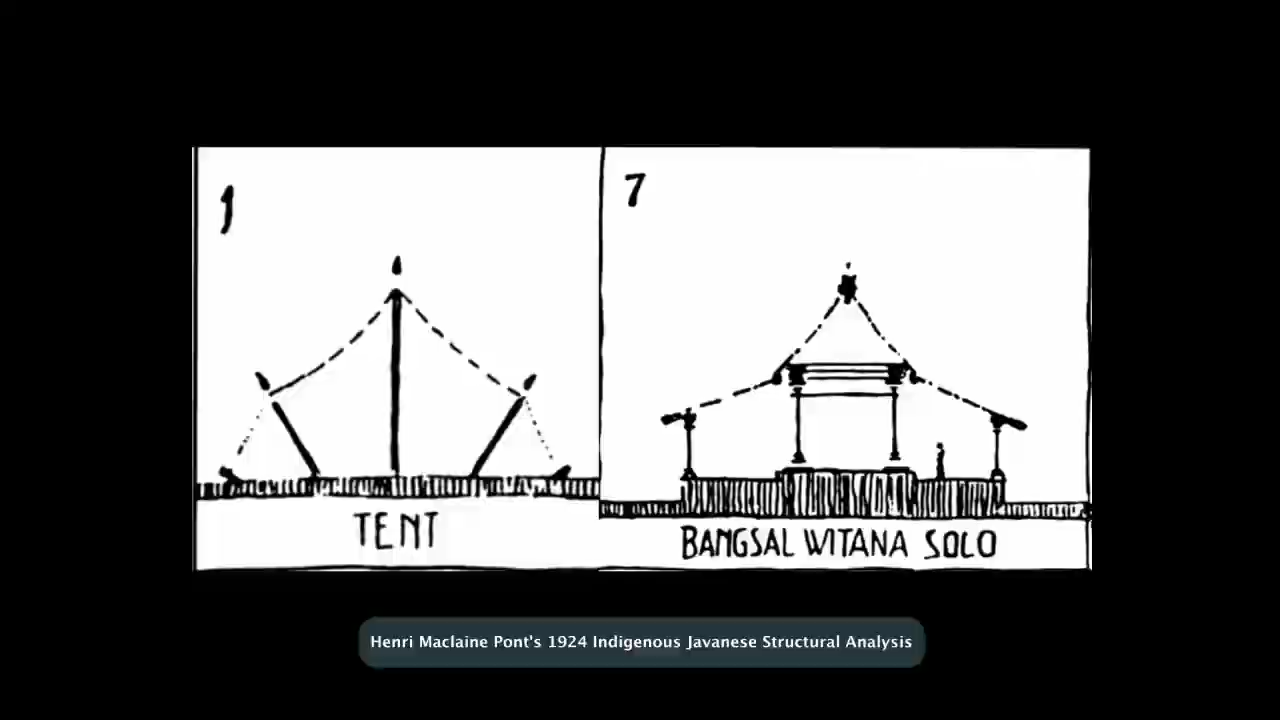 1
7
TENT
BANGSAL WITANA SOLO
Henri Maclaine Pont's 1924 Indigenous Javanese Structural Analysis